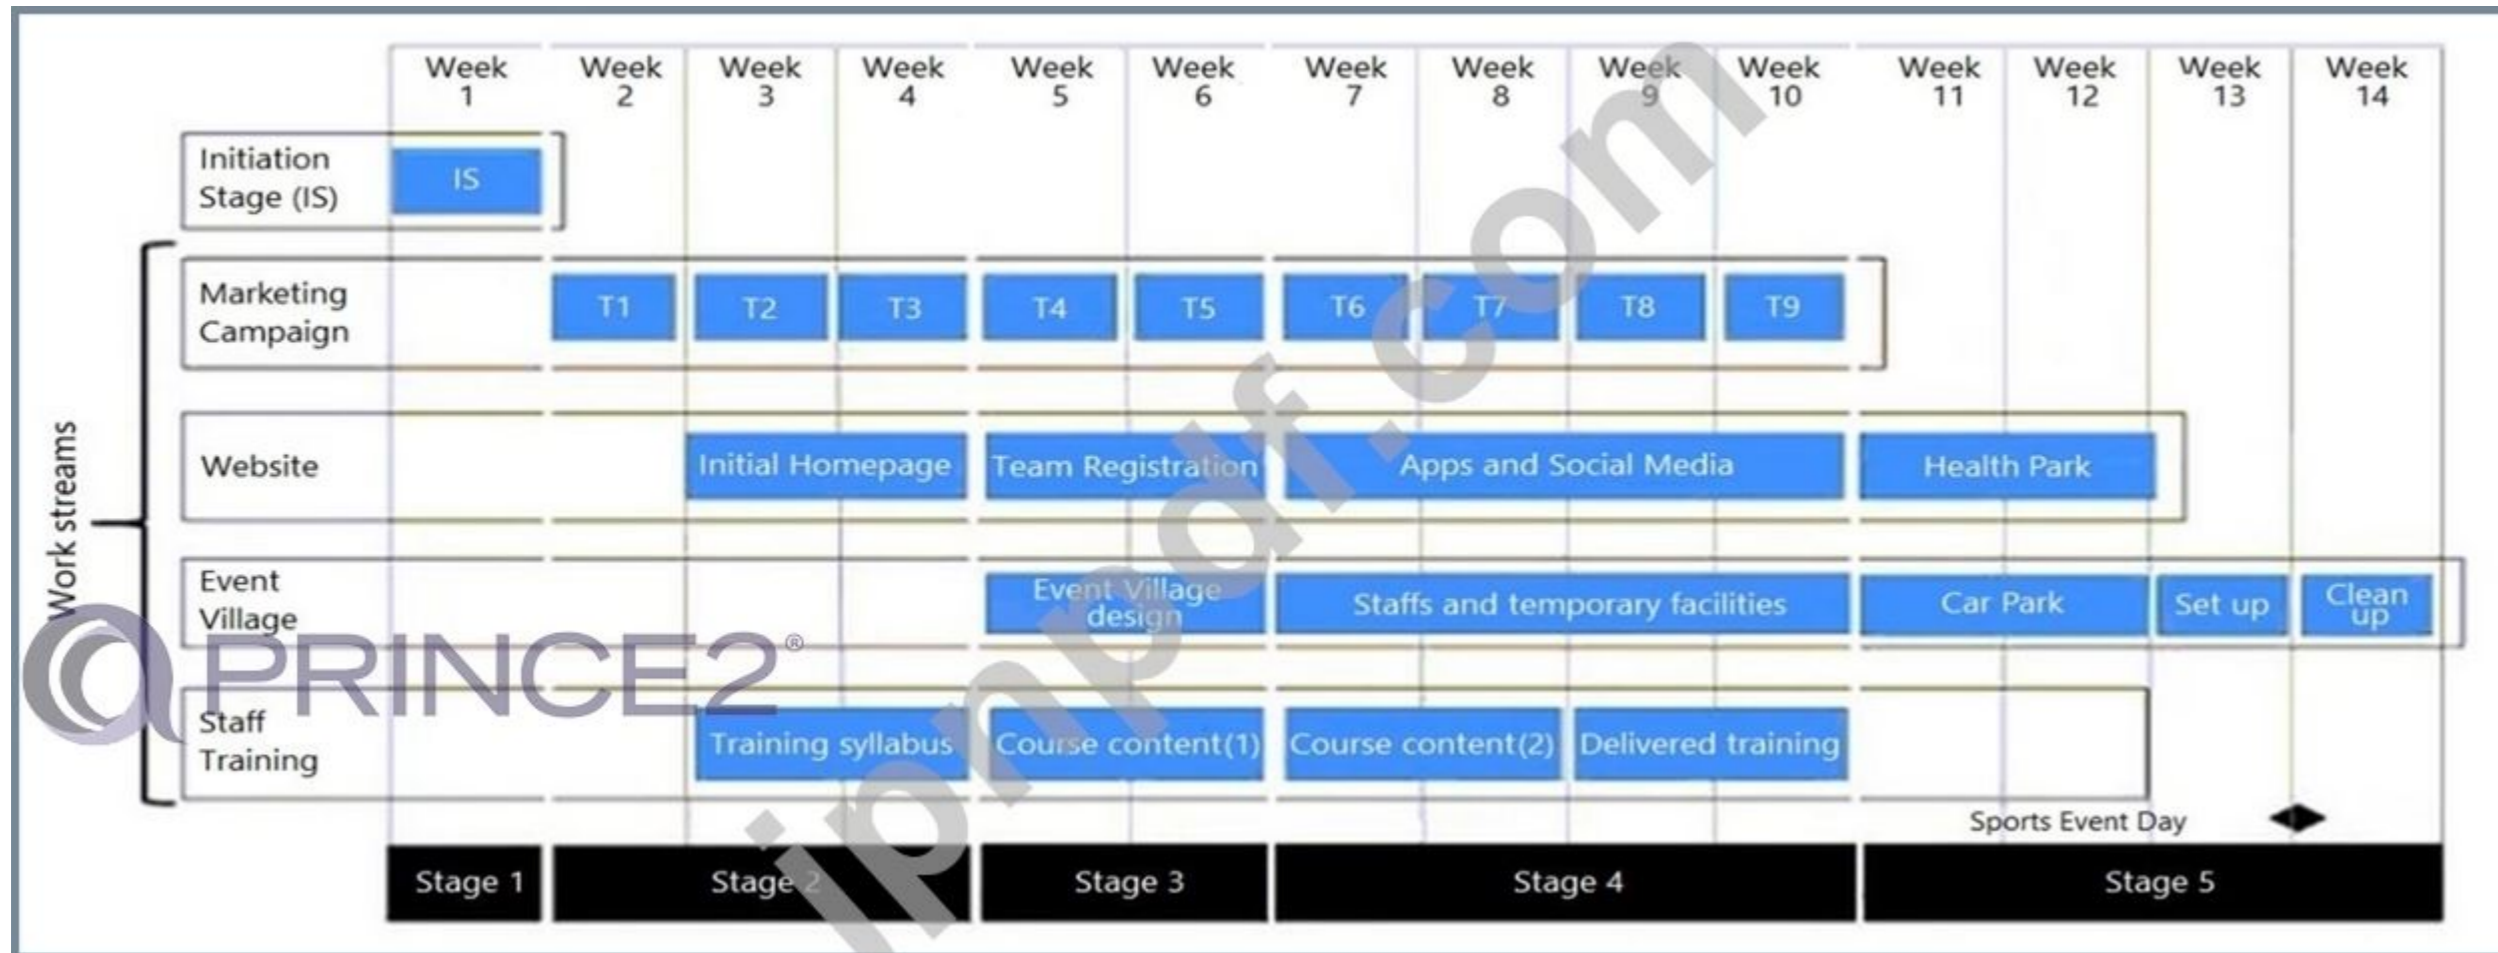 Week Week Week Week Week Week Week Week Week Week Week Week Week Week
1 2 3 4 5 6 7 8 9 10 11 12 13 14
Initiation
Stage (IS)
IS
Marketing
Campaign
T1 T2 T3 T4 T5 T6 T7 T8 T9
Work streams
Website
Initial Homepage Team Registration Apps and Social Media Health Park
Event
Village
Event Village
design
Staffs and temporary facilities
Car Park
Set up
Clean
up
PRINCE2®
Staff
Training
Training syllabus Course content(1) Course content(2) Delivered training
Sports Event Day
Stage 1 Stage 2 Stage 3 Stage 4 Stage 5
jpnpdf.com